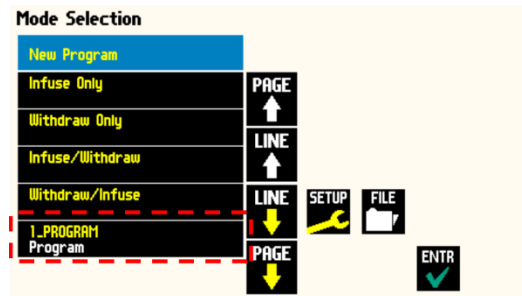 Mode Selection
New Program
Infuse Only
Withdraw Only
Infuse/Withdraw
Withdraw/Infuse
1_PROGRAM
Program
PAGE
LINE
LINE
PAGE
SETUP
FILE
ENTR